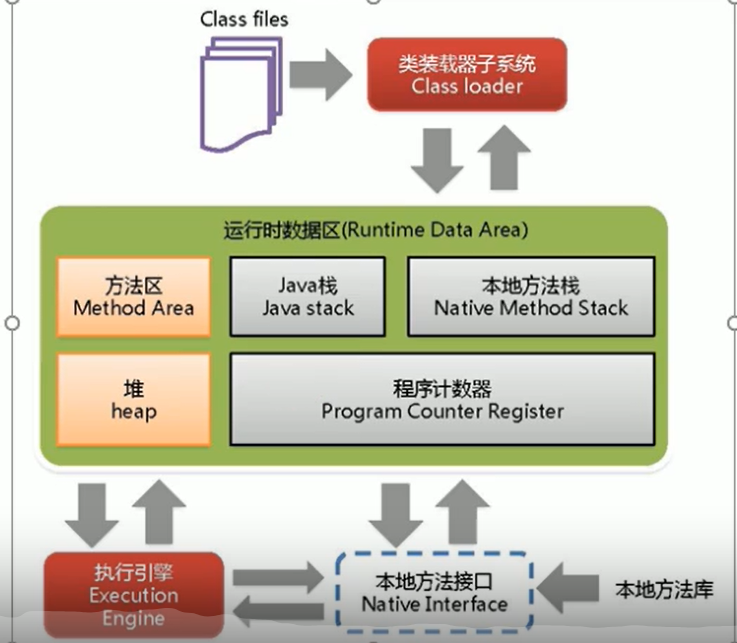 Class files
类装载器子系统
Class loader
运行时数据区(Runtime Data Area)
方法区
Method Area
Java栈
Java stack
本地方法栈
Native Method Stack
堆
heap
程序计数器
Program Counter Register
执行引擎
Execution
Engine
本地方法接口
Native Interface
本地方法库